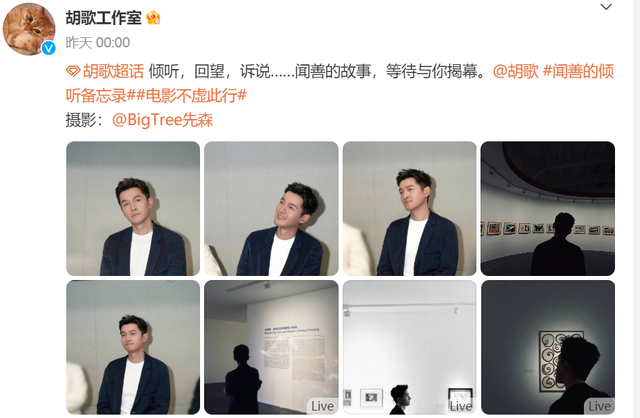 胡歌工作室
昨天 00:00
胡歌超话 倾听，回望，诉说......闻善的故事，等待与你揭幕。@胡歌 #闻善的倾
听备忘录##电影不虚此行#
摄影：@BigTree先森
Live
Live
Live